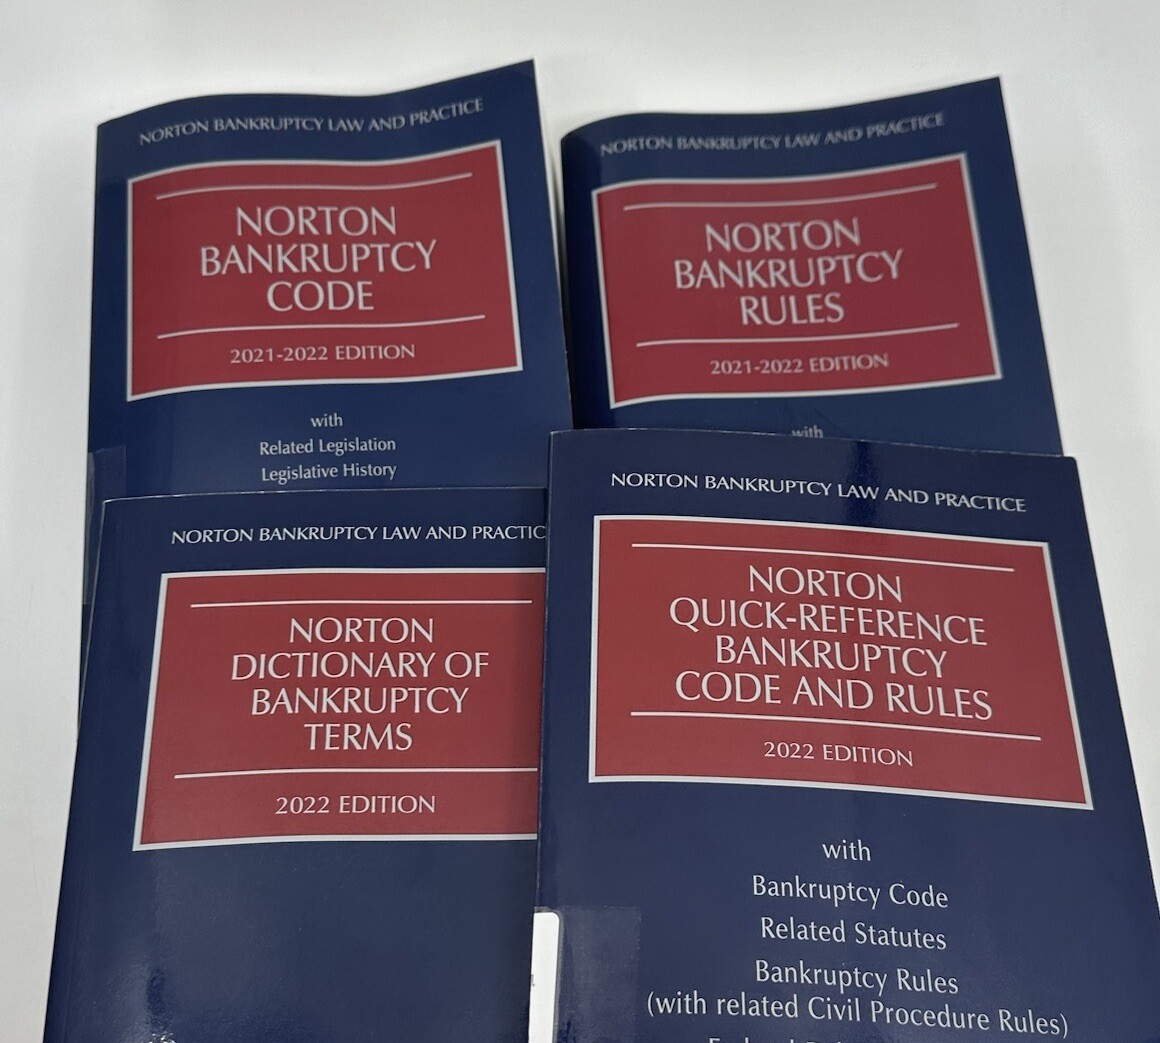 NORTON BANKRUPTCY LAW AND PRACTICE
NORTON
BANKRUPTCY
CODE
2021-2022 EDITION
with
Related Legislation
Legislative History
NORTON BANKRUPTCY LAW AND PRACTICE
NORTON
BANKRUPTCY
RULES
2021-2022 EDITION
with
NORTON BANKRUPTCY LAW AND PRACTIC
NORTON
DICTIONARY OF
BANKRUPTCY
TERMS
2022 EDITION
NORTON BANKRUPTCY LAW AND PRACTICE
NORTON
QUICK-REFERENCE
BANKRUPTCY
CODE AND RULES
2022 EDITION
with
Bankruptcy Code
Related Statutes
Bankruptcy Rules
(with related Civil Procedure Rules)